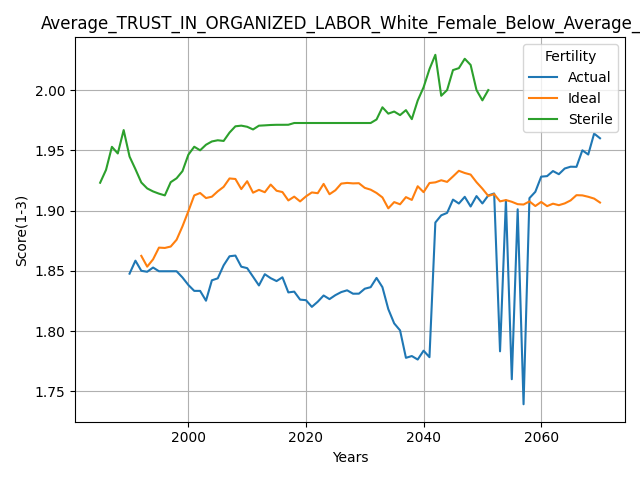 Average_TRUST_IN_ORGANIZED_LABOR_White_Female_Below_Average_
Fertility
Actual
Ideal
Sterile
Score(1-3)
2.00
1.95
1.90
1.85
1.80
1.75
2000
2020
2040
2060
Years